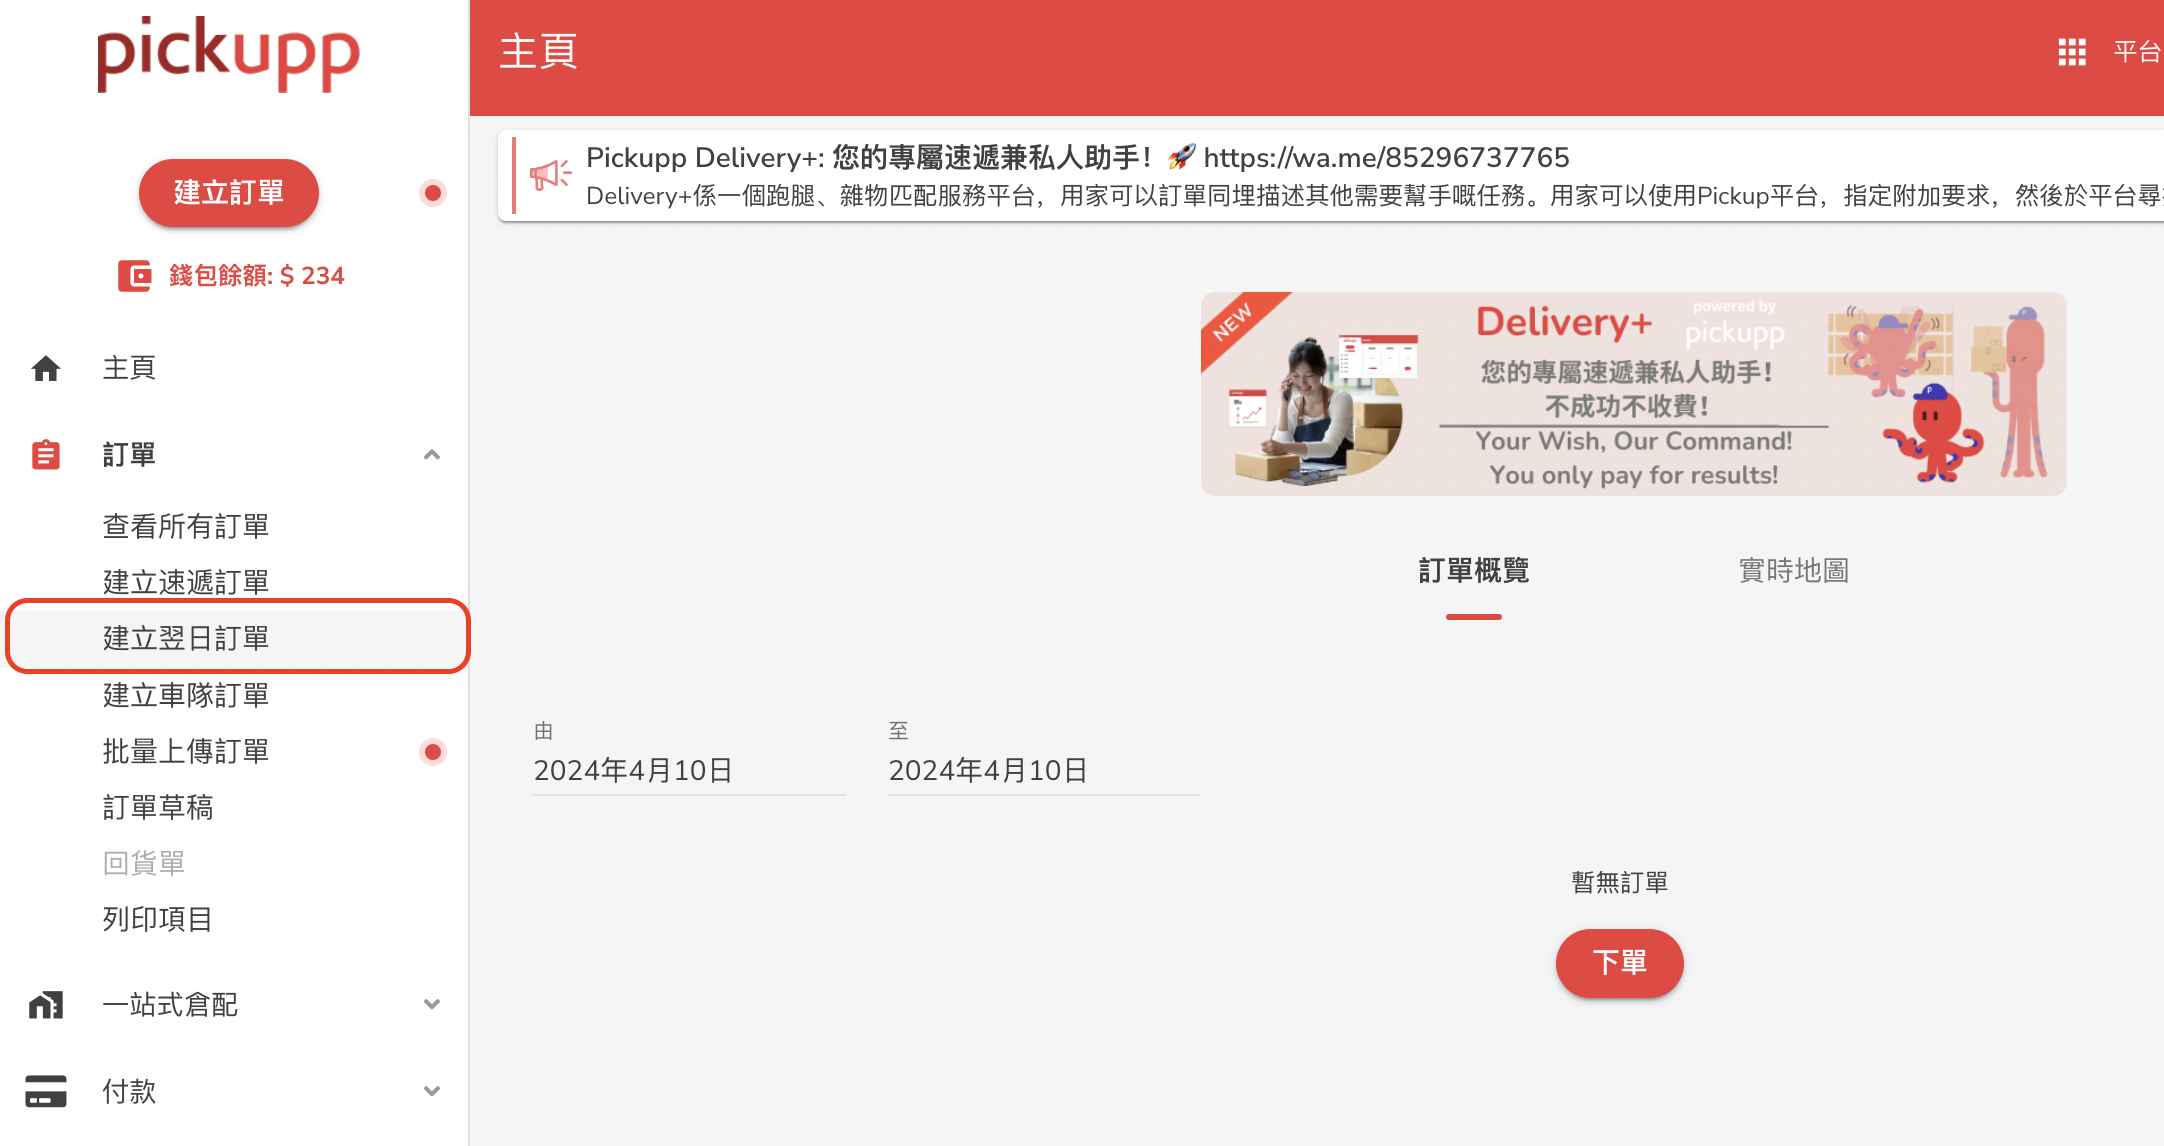 pickupp
建立訂單
錢包餘額: $ 234
主頁
訂單
查看所有訂單
建立速遞訂單
建立翌日訂單
建立車隊訂單
批量上傳訂單
訂單草稿
回貨單
列印項目
一站式倉配
付款
主頁
平台
Pickupp Delivery+: 您的專屬速遞兼私人助手！🚀 https://wa.me/85296737765
Delivery+係一個跑腿、雜物匹配服務平台，用家可以訂單同埋描述其他需要幫手嘅任務。用家可以使用Pickup平台，指定附加要求，然後於平台尋
NEW
Delivery+
powered by
pickupp
您的專屬速遞兼私人助手！
不成功不收費！
Your Wish, Our Command!
You only pay for results!
訂單概覽
實時地圖
由
2024年4月10日
至
2024年4月10日
暫無訂單
下單